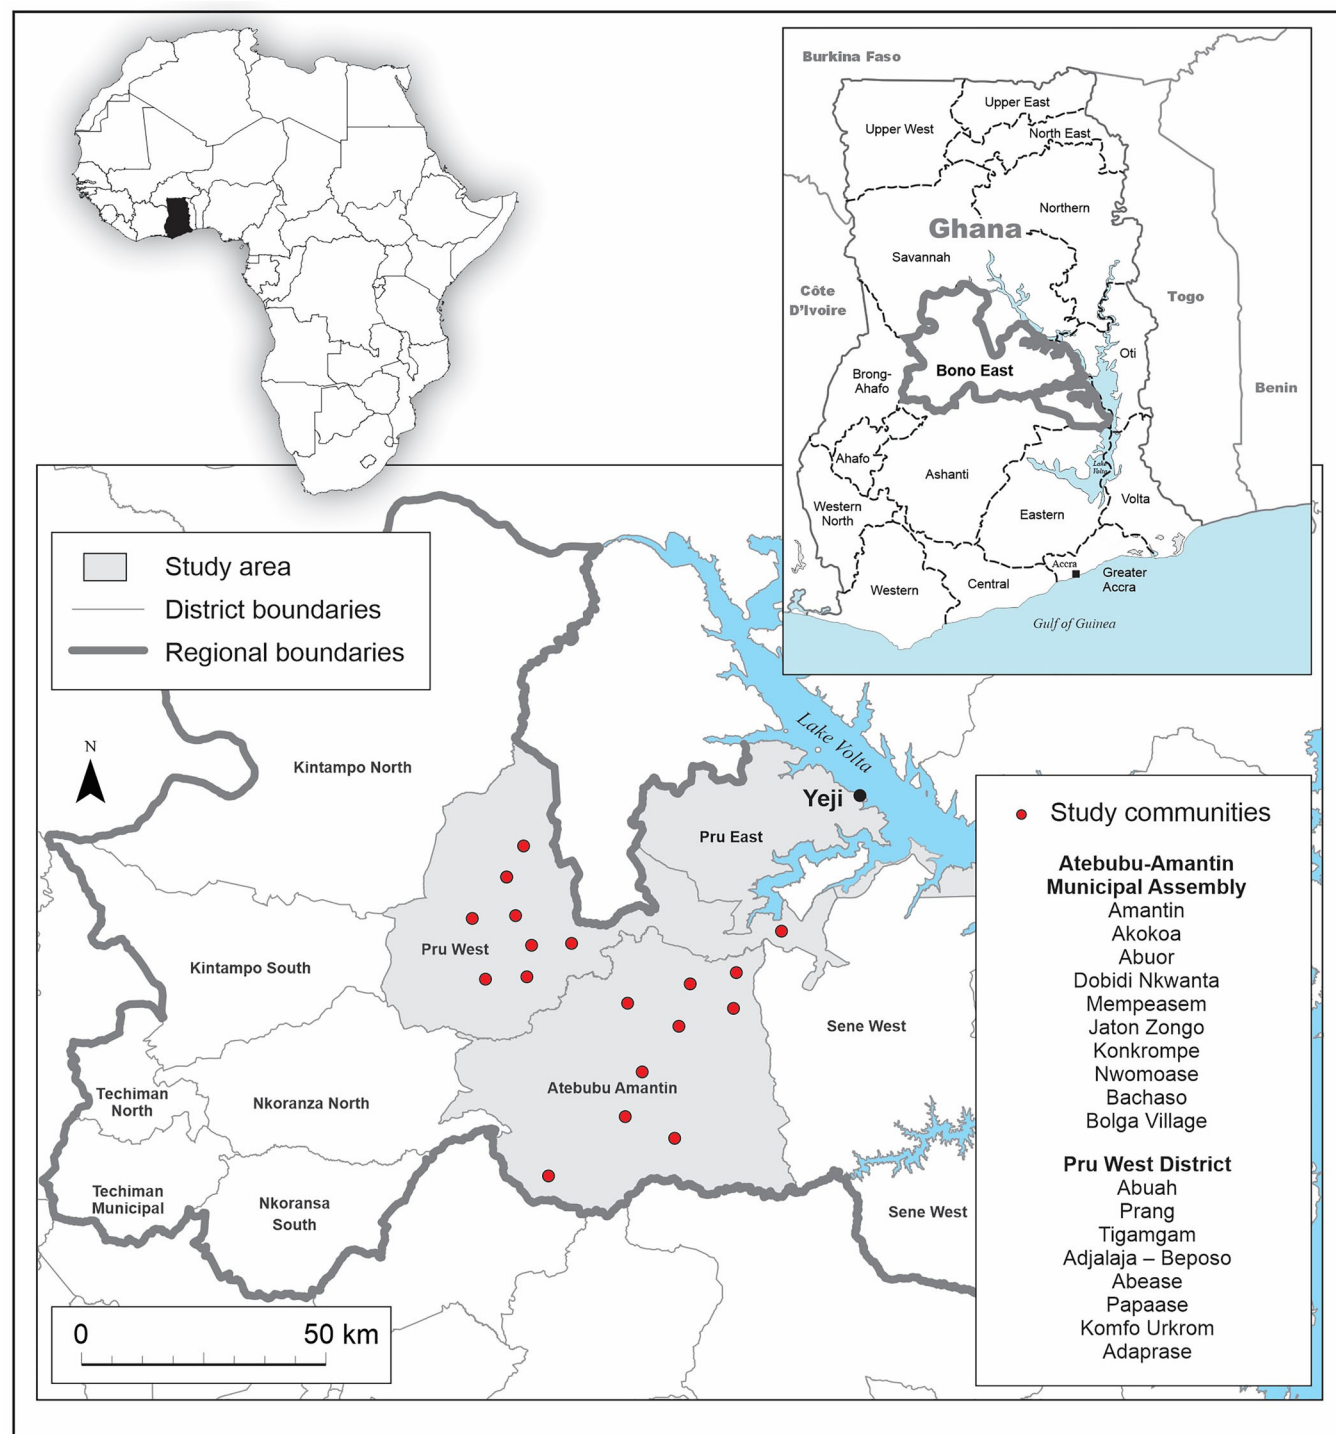 Burkina Faso
Upper East
Upper West
North East
Northern
Ghana
Savannah
Côte
D'Ivoire
Togo
Oti
Bono East
Brong-
Ahafo
Benin
Ahafo
Ashanti
Lake
Volta
Volta
Western
North
Eastern
Accra
Greater
Accra
Central
Western
Gulf of Guinea
Study area
District boundaries
Regional boundaries
N
Kintampo North
Lake Volta
Yeji
Pru East
Pru West
Kintampo South
Sene West
Atebubu Amantin
Techiman
North
Nkoranza North
Techiman
Municipal
Nkoransa
South
Sene West
0 50 km
Study communities
Atebubu-Amantin
Municipal Assembly
Amantin
Akokoa
Abuor
Dobidi Nkwanta
Mempeasem
Jaton Zongo
Konkrompe
Nwomoase
Bachaso
Bolga Village
Pru West District
Abuah
Prang
Tigamgam
Adjalaja – Beposo
Abease
Papaase
Komfo Urkrom
Adaprase